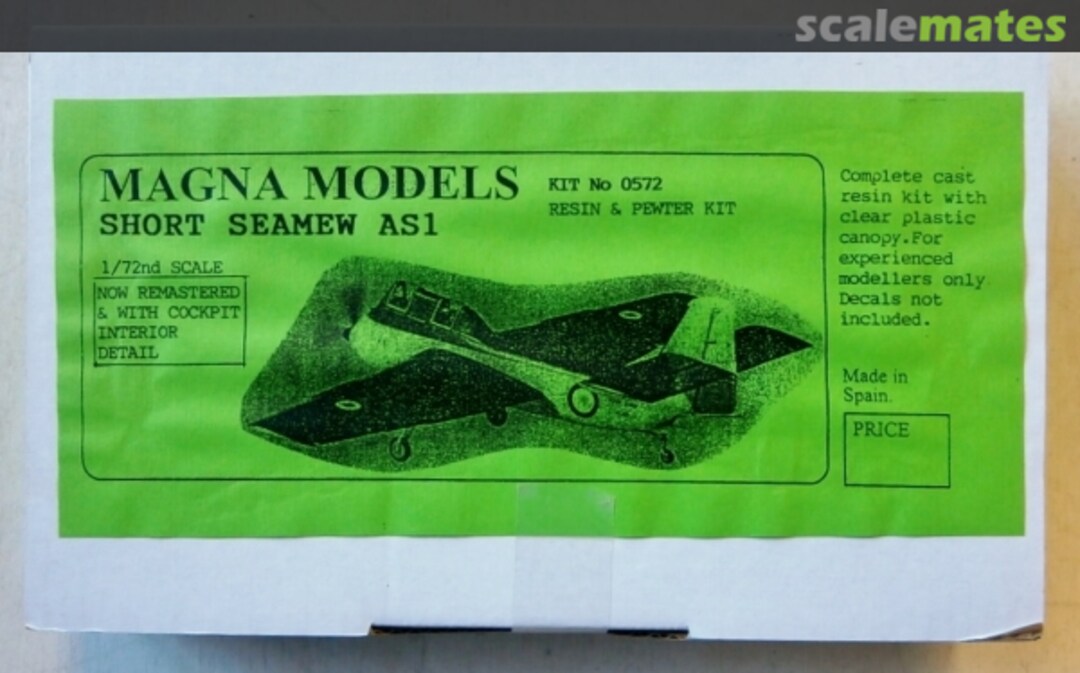 scalemates
MAGNA MODELS
KIT No 0572
SHORT SEAMEW AS1
RESIN & PEWTER KIT
1/72nd SCALE
NOW REMASTERED
& WITH COCKPIT
INTERIOR
DETAIL
Complete cast
resin kit with
clear plastic
canopy.For
experienced
modellers only
Decals not
included.
Made in
Spain.
PRICE